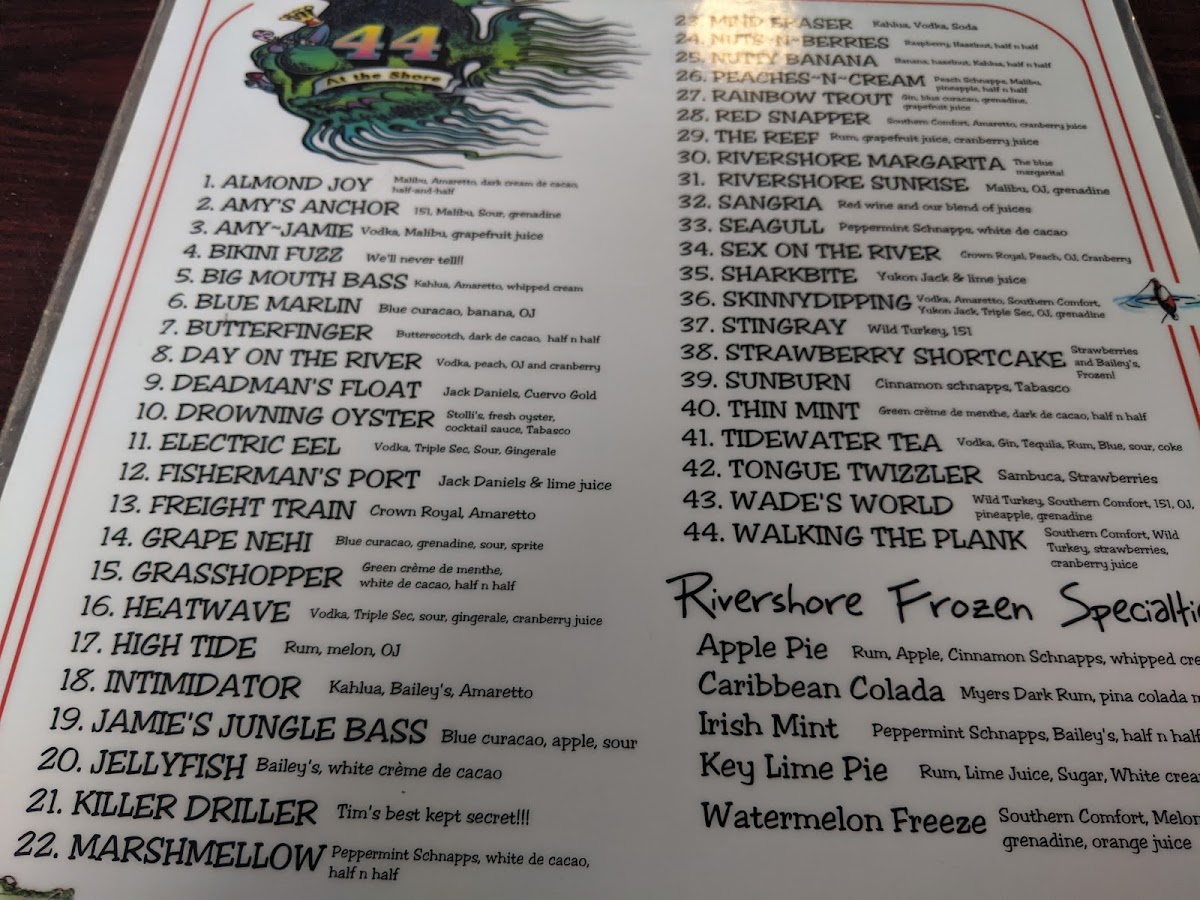 44
At the Shore
1. ALMOND JOY Malibu, Amaretto, dark cream de cacao,
half-and-half
2. AMY'S ANCHOR 151, Malibu, Sour, grenadine
3. AMY~JAMIE Vodka, Malibu, grapefruit juice
4. BIKINI FUZZ We'll never tell!!
5. BIG MOUTH BASS Kahlua, Amaretto, whipped cream
6. BLUE MARLIN Blue curacao, banana, OJ
7. BUTTERFINGER Butterscotch, dark de cacao, half n half
8. DAY ON THE RIVER Vodka, peach, OJ and cranberry
9. DEADMAN'S FLOAT Jack Daniels, Cuervo Gold
10. DROWNING OYSTER Stolli's, fresh oyster,
cocktail sauce, Tabasco
11. ELECTRIC EEL Vodka, Triple Sec, Sour, Gingerale
12. FISHERMAN'S PORT Jack Daniels & lime juice
13. FREIGHT TRAIN Crown Royal, Amaretto
14. GRAPE NEHI Blue curacao, grenadine, sour, sprite
15. GRASSHOPPER Green crème de menthe,
white de cacao, half n half
16. HEATWAVE Vodka, Triple Sec, sour, gingerale, cranberry juice
17. HIGH TIDE Rum, melon, OJ
18. INTIMIDATOR Kahlua, Bailey's, Amaretto
19. JAMIE'S JUNGLE BASS Blue curacao, apple, sour
20. JELLYFISH Bailey's, white crème de cacao
21. KILLER DRILLER Tim's best kept secret!!!
22. MARSHMELLOW Peppermint Schnapps, white de cacao,
half n half
23. MIND ERASER Kahlua, Vodka, Soda
24. NUTS~N~BERRIES Raspberry, Hazelnut, half n half
25. NUTTY BANANA Banana, hazelnut, Kahlua, half n half
26. PEACHES~N~CREAM Peach Schnapps, Malibu,
pineapple, half n half
27. RAINBOW TROUT Gin, blue curacao, grenadine,
grapefruit juice
28. RED SNAPPER Southern Comfort, Amaretto, cranberry juice
29. THE REEF Rum, grapefruit juice, cranberry juice
30. RIVERSHORE MARGARITA The blue
margarita!
31. RIVERSHORE SUNRISE Malibu, OJ, grenadine
32. SANGRIA Red wine and our blend of juices
33. SEAGULL Peppermint Schnapps, white de cacao
34. SEX ON THE RIVER Crown Royal, Peach, OJ, Cranberry
35. SHARKBITE Yukon Jack & lime juice
36. SKINNYDIPPING Vodka, Amaretto, Southern Comfort,
Yukon Jack, Triple Sec, OJ, grenadine
37. STINGRAY Wild Turkey, 151
38. STRAWBERRY SHORTCAKE Strawberries
and Bailey's,
Frozen!
39. SUNBURN Cinnamon schnapps, Tabasco
40. THIN MINT Green crème de menthe, dark de cacao, half n half
41. TIDEWATER TEA Vodka, Gin, Tequila, Rum, Blue, sour, coke
42. TONGUE TWIZZLER Sambuca, Strawberries
43. WADE'S WORLD Wild Turkey, Southern Comfort, 151, OJ,
pineapple, grenadine
44. WALKING THE PLANK Southern Comfort, Wild
Turkey, strawberries,
cranberry juice
Rivershore Frozen Specialti
Apple Pie Rum, Apple, Cinnamon Schnapps, whipped cre
Caribbean Colada Myers Dark Rum, pina colada m
Irish Mint Peppermint Schnapps, Bailey's, half n half
Key Lime Pie Rum, Lime Juice, Sugar, White crea
Watermelon Freeze Southern Comfort, Melon
grenadine, orange juice